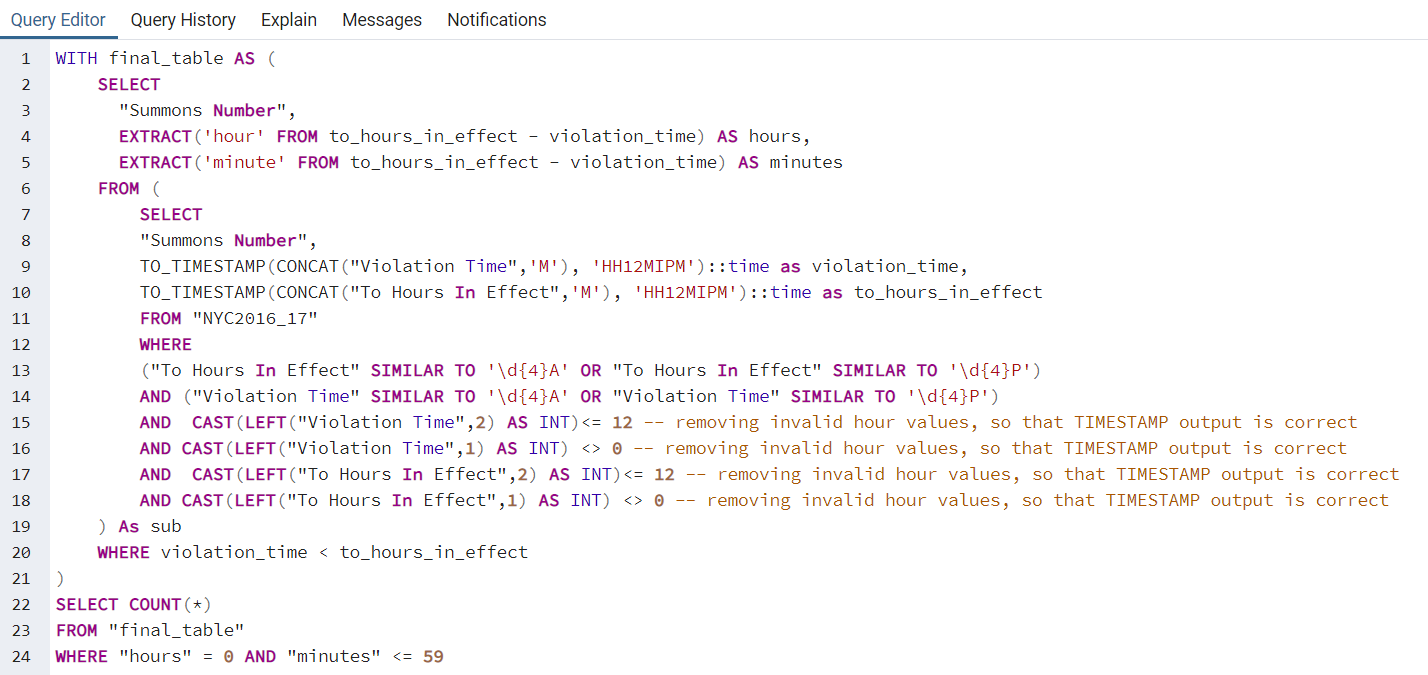 Query Editor Query History Explain Messages Notifications
1 WITH final_table AS (
2 SELECT
3 "Summons Number",
4 EXTRACT('hour' FROM to_hours_in_effect - violation_time) AS hours,
5 EXTRACT('minute' FROM to_hours_in_effect - violation_time) AS minutes
6 FROM (
7 SELECT
8 "Summons Number",
9 TO_TIMESTAMP(CONCAT("Violation Time",'M'), 'HH12MIPM')::time as violation_time,
10 TO_TIMESTAMP(CONCAT("To Hours In Effect",'M'), 'HH12MIPM')::time as to_hours_in_effect
11 FROM "NYC2016_17"
12 WHERE
13 ("To Hours In Effect" SIMILAR TO '\d{4}A' OR "To Hours In Effect" SIMILAR TO '\d{4}P')
14 AND ("Violation Time" SIMILAR TO '\d{4}A' OR "Violation Time" SIMILAR TO '\d{4}P')
15 AND  CAST(LEFT("Violation Time",2) AS INT)<= 12 -- removing invalid hour values, so that TIMESTAMP output is correct
16 AND CAST(LEFT("Violation Time",1) AS INT) <> 0 -- removing invalid hour values, so that TIMESTAMP output is correct
17 AND  CAST(LEFT("To Hours In Effect",2) AS INT)<= 12 -- removing invalid hour values, so that TIMESTAMP output is correct
18 AND CAST(LEFT("To Hours In Effect",1) AS INT) <> 0 -- removing invalid hour values, so that TIMESTAMP output is correct
19 ) As sub
20 WHERE violation_time < to_hours_in_effect
21 )
22 SELECT COUNT(*)
23 FROM "final_table"
24 WHERE "hours" = 0 AND "minutes" <= 59